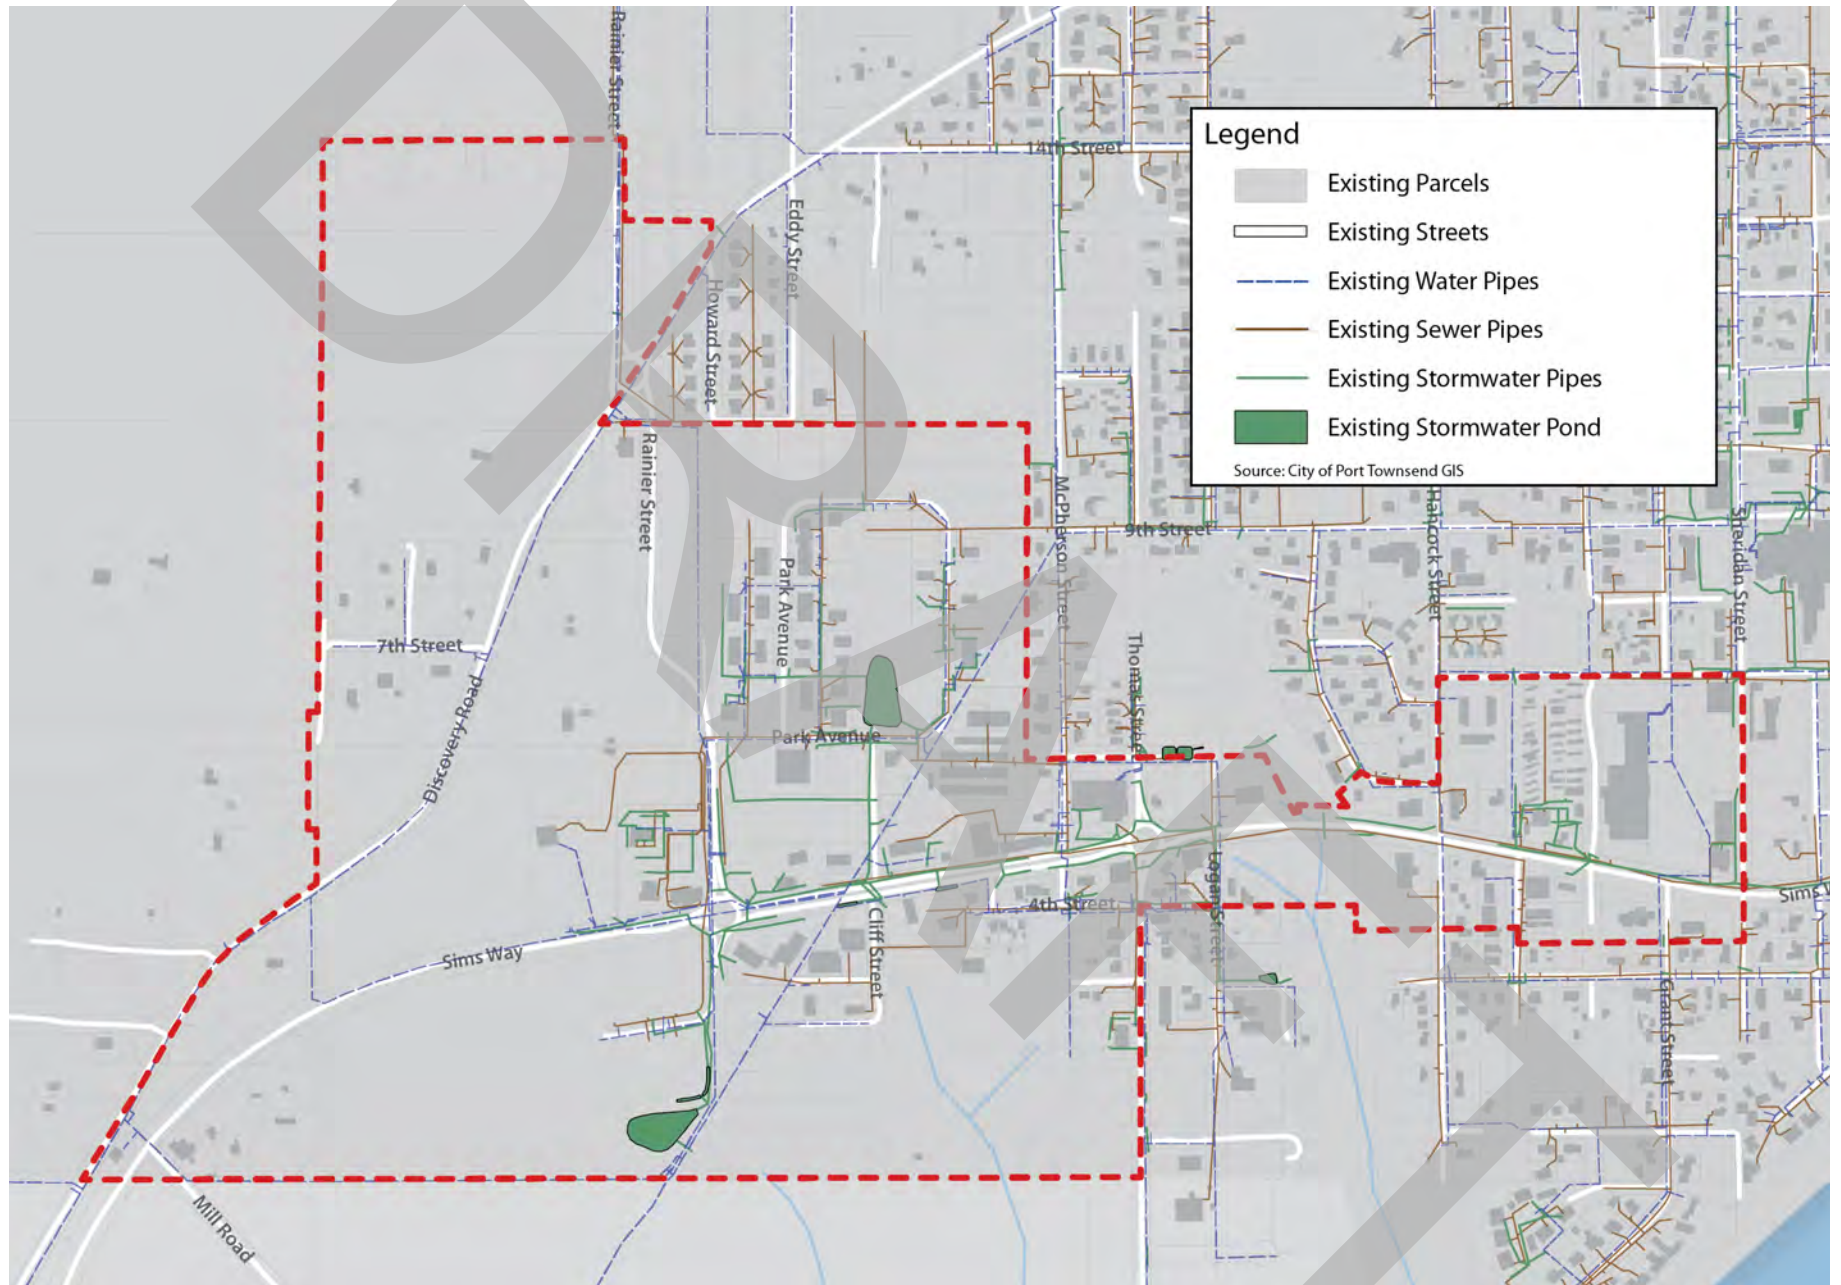 Rainier Street
14th Street
Eddy Street
Howard Street
Rainier Street
McPherson Street
9th Street
Hancock Street
Sheridan Street
Park Avenue
7th Street
Discovery Road
Thomas Street
Park Avenue
Logan Street
4th Street
Cliff Street
Sims Way
Sims W
Grant Street
Mill Road
Legend
Existing Parcels
Existing Streets
Existing Water Pipes
Existing Sewer Pipes
Existing Stormwater Pipes
Existing Stormwater Pond
Source: City of Port Townsend GIS
DRAFT